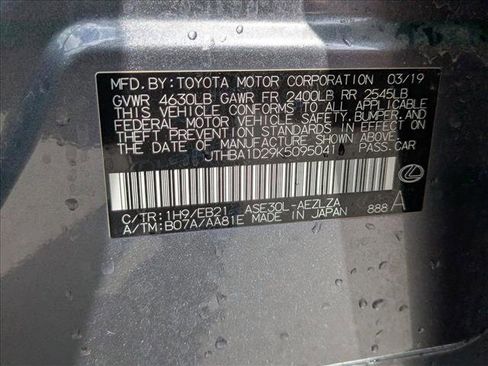 MFD.BY: TOYOTA MOTOR CORPORATION 03/19
GVWR 4630LB GAWR FR 2400LB RR 2545LB
THIS VEHICLE CONFORMS TO ALL APPLICABLE
FEDERAL MOTOR VEHICLE SAFETY,BUMPER,AND
THEFT PREVENTION STANDARDS IN EFFECT ON
THE DATE OF MANUFACTURE SHOWN ABOVE.
JTHBA1D29K5095041 PASS.CAR
C/TR:1H9/EB21 ASE30L-AEZLZA A
A/TM:B07A/AA81E MADE IN JAPAN 888